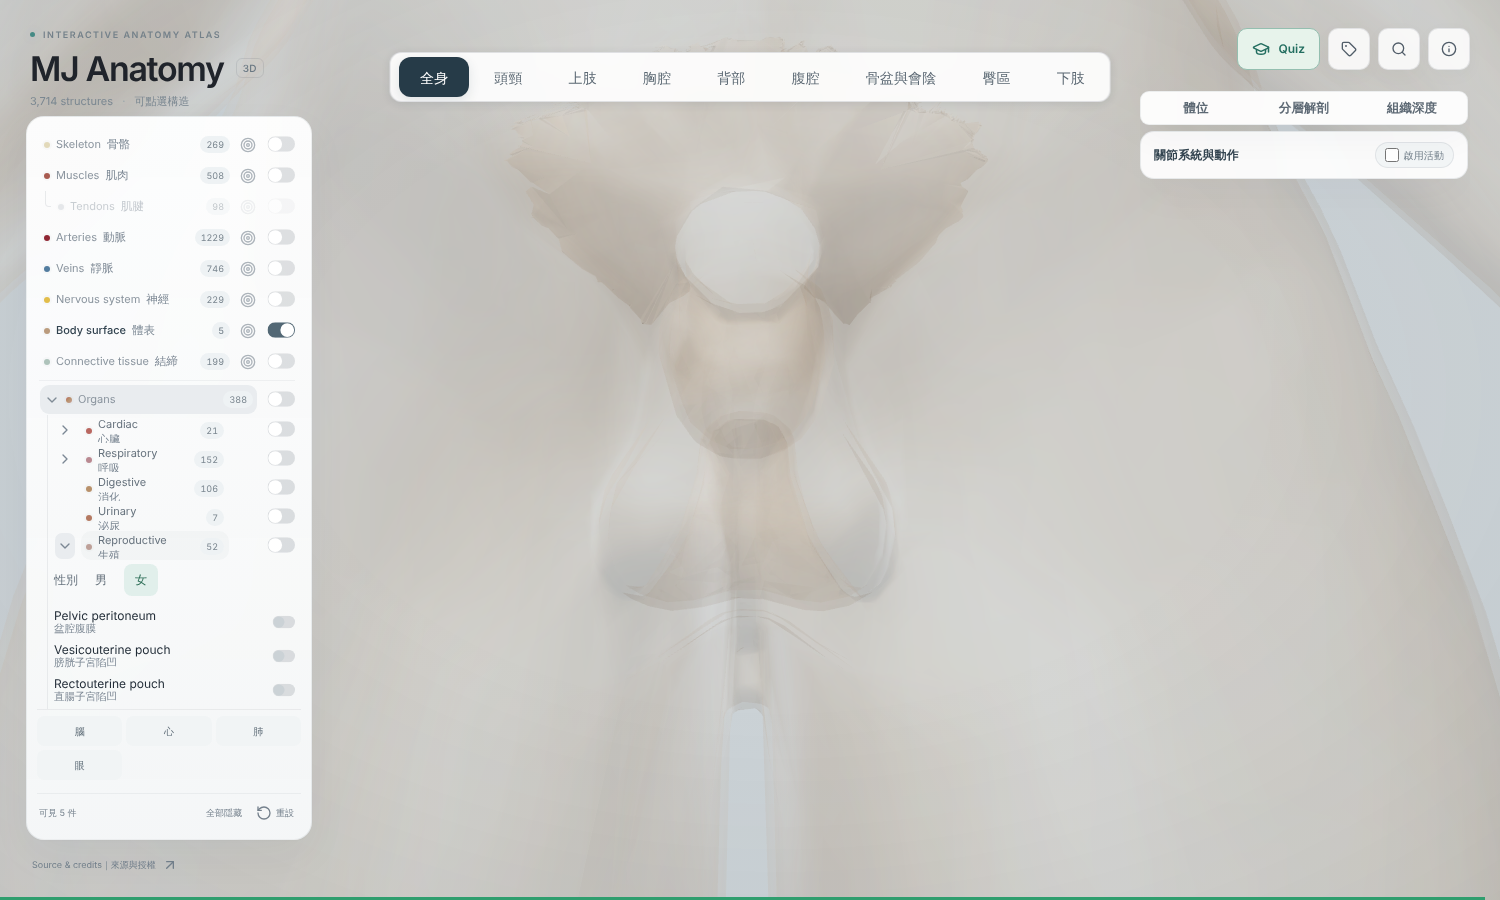 INTERACTIVE ANATOMY ATLAS
MJ Anatomy 3D
3,714 structures · 可點選構造
全身 頭頸 上肢 胸腔 背部 腹腔 骨盆與會陰 臀區 下肢
Quiz
體位 分層解剖 組織深度
關節系統與動作 啟用活動
Skeleton 骨骼 269
Muscles 肌肉 508
Tendons 肌腱 98
Arteries 動脈 1229
Veins 靜脈 746
Nervous system 神經 229
Body surface 體表 5
Connective tissue 結締 199
Organs 388
Cardiac 21
心臟
Respiratory 152
呼吸
Digestive 106
消化
Urinary 7
泌尿
Reproductive 52
生殖
性別 男 女
Pelvic peritoneum
盆腔腹膜
Vesicouterine pouch
膀胱子宮陷凹
Rectouterine pouch
直腸子宮陷凹
腦 心 肺
眼
可見 5 件 全部隱藏 重設
Source & credits | 來源與授權